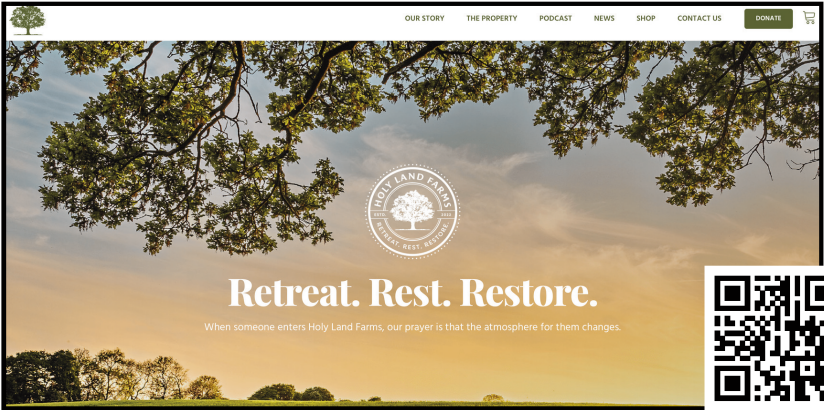 OUR STORY THE PROPERTY PODCAST NEWS SHOP CONTACT US DONATE
HOLY LAND FARMS
ESTD
RETREAT. REST. RESTORE
Retreat. Rest. Restore.
When someone enters Holy Land Farms, our prayer is that the atmosphere for them changes.